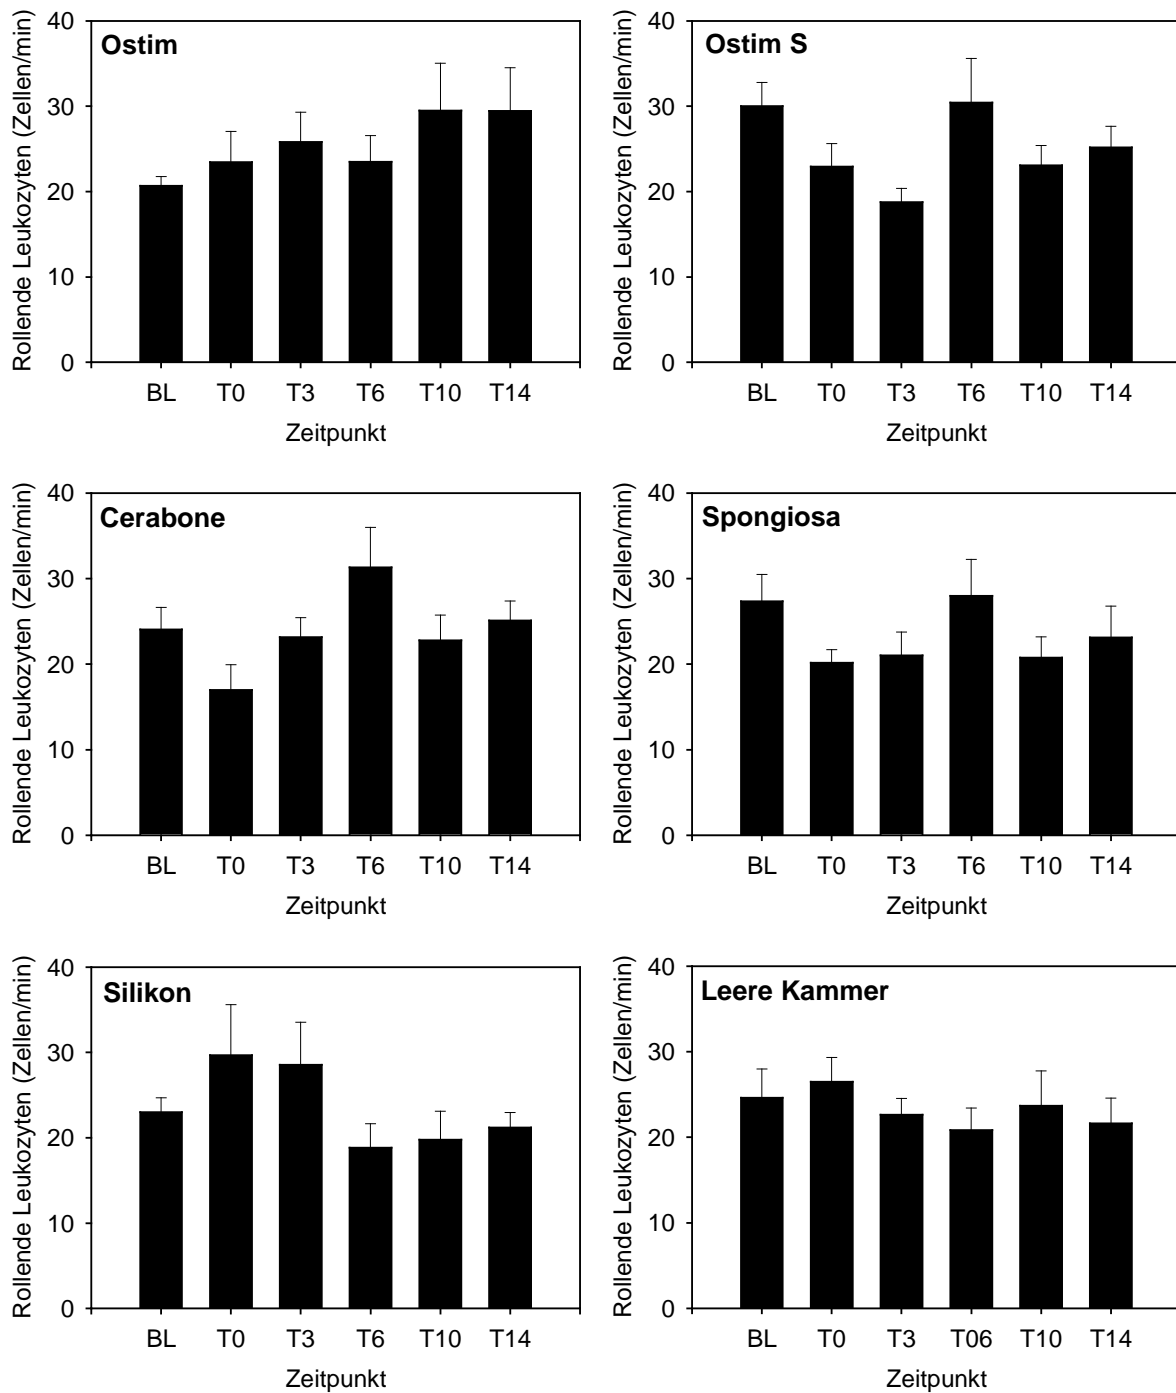 Ostim
Rollende Leukozyten (Zellen/min)
40
30
20
10
0
BL T0 T3 T6 T10 T14
Zeitpunkt
Ostim S
Rollende Leukozyten (Zellen/min)
40
30
20
10
0
BL T0 T3 T6 T10 T14
Zeitpunkt
Cerabone
Rollende Leukozyten (Zellen/min)
40
30
20
10
0
BL T0 T3 T6 T10 T14
Zeitpunkt
Spongiosa
Rollende Leukozyten (Zellen/min)
40
30
20
10
0
BL T0 T3 T6 T10 T14
Zeitpunkt
Silikon
Rollende Leukozyten (Zellen/min)
40
30
20
10
0
BL T0 T3 T6 T10 T14
Zeitpunkt
Leere Kammer
Rollende Leukozyten (Zellen/min)
40
30
20
10
0
BL T0 T3 T06 T10 T14
Zeitpunkt